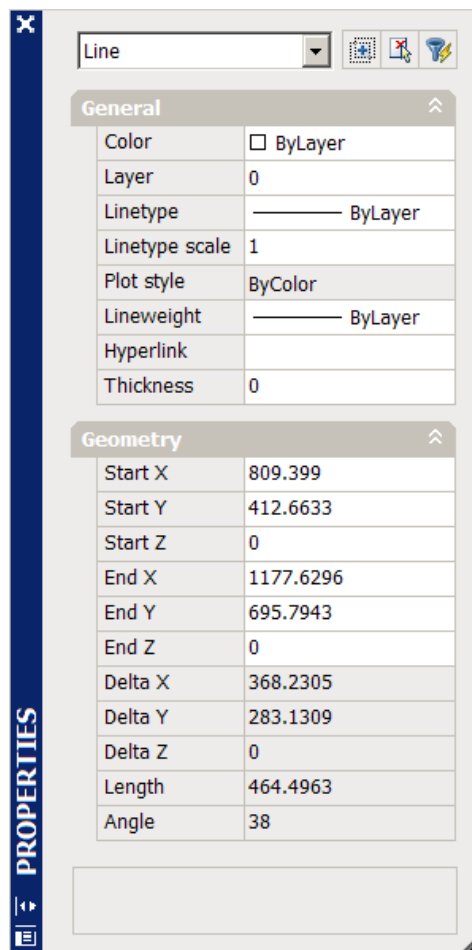 Line
General
Color ByLayer
Layer 0
Linetype ByLayer
Linetype scale 1
Plot style ByColor
Lineweight ByLayer
Hyperlink
Thickness 0
Geometry
Start X 809.399
Start Y 412.6633
Start Z 0
End X 1177.6296
End Y 695.7943
End Z 0
Delta X 368.2305
Delta Y 283.1309
Delta Z 0
Length 464.4963
Angle 38
PROPERTIES